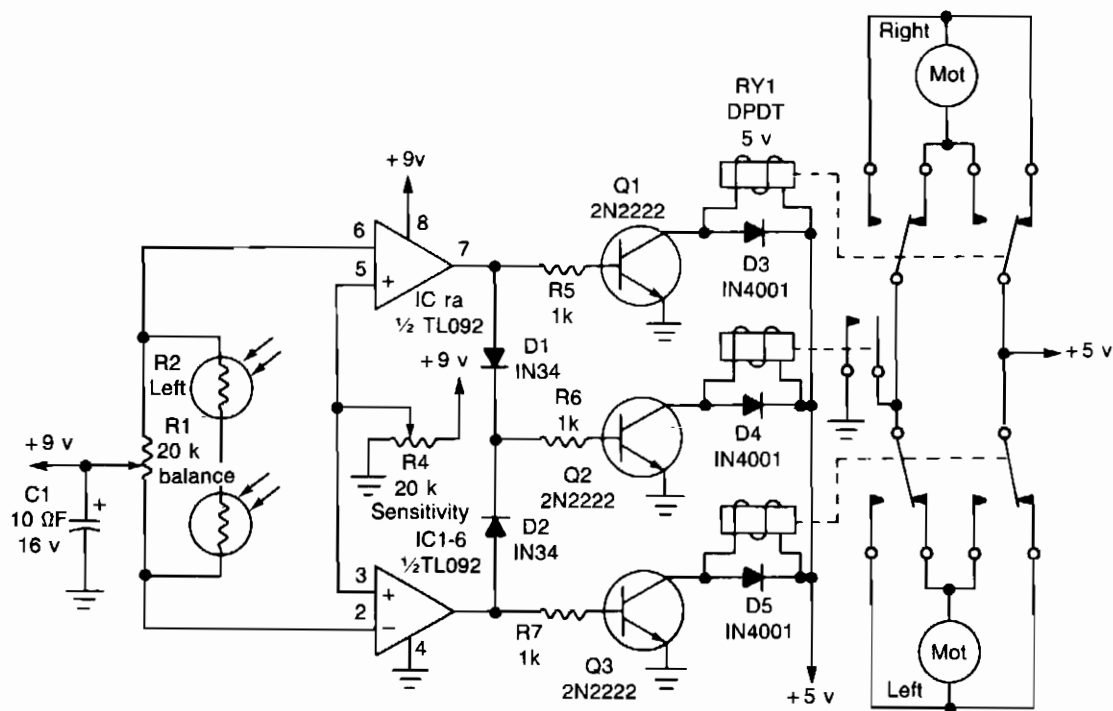 Right
Mot
RY1
DPDT
5 v
+9v
8
Q1
2N2222
6
7
5
+
D3
IN4001
R5
1k
IC ra
½ TL092
D1
IN34
+9 v
+5 v
R2
Left
R6
1k
R1
20 k
balance
D4
IN4001
+9 v
R4
20 k
Sensitivity
Q2
2N2222
C1
10 ΩF
16 v
+
IC1-6
½TL092
D2
IN34
3
+
2
−
4
D5
IN4001
R7
1k
Q3
2N2222
Mot
Left
+5 v